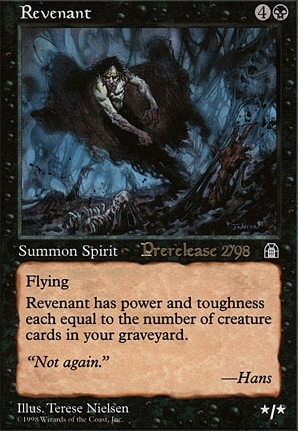 Revenant 4
Summon Spirit Prerelease 2/98
Flying
Revenant has power and toughness
each equal to the number of creature
cards in your graveyard.
“Not again.”
—Hans
Illus. Terese Nielsen
©1998 Wizards of the Coast, Inc.
*/*